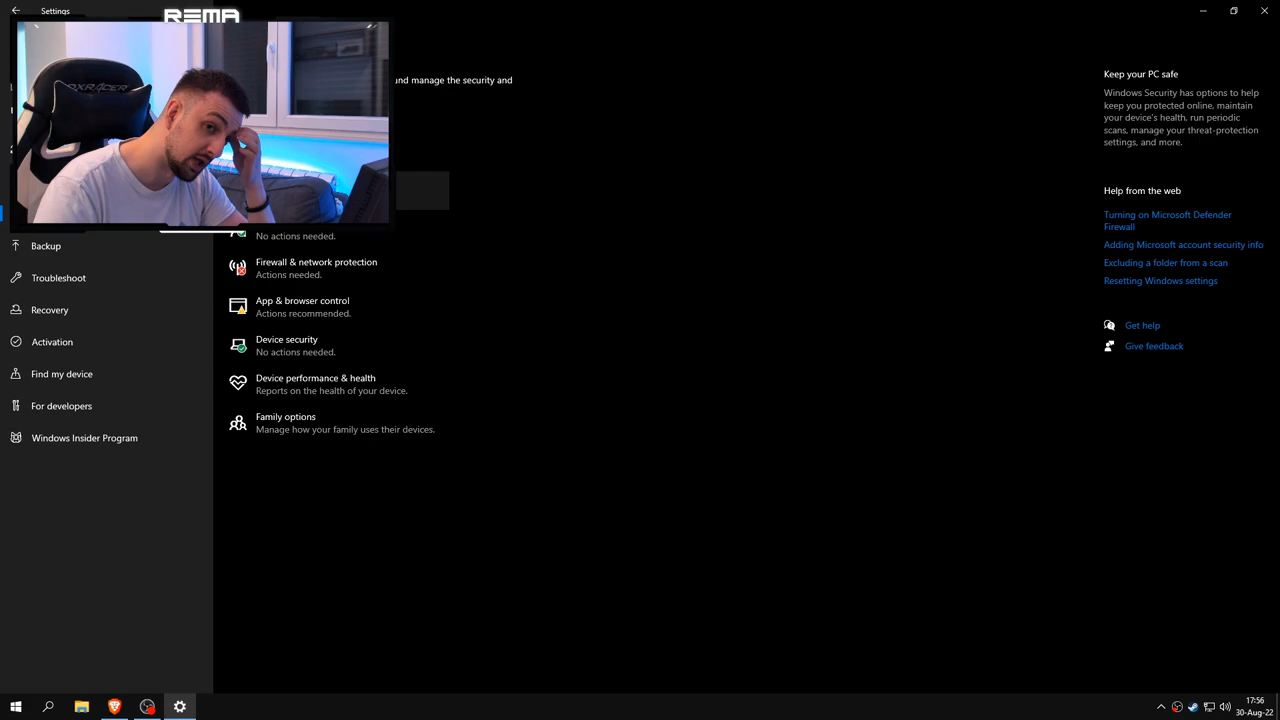 Settings
REMA
DXRACER
und manage the security and
Backup
Troubleshoot
Recovery
Activation
Find my device
For developers
Windows Insider Program
No actions needed.
Firewall & network protection
Actions needed.
App & browser control
Actions recommended.
Device security
No actions needed.
Device performance & health
Reports on the health of your device.
Family options
Manage how your family uses their devices.
Keep your PC safe
Windows Security has options to help
keep you protected online, maintain
your device's health, run periodic
scans, manage your threat-protection
settings, and more.
Help from the web
Turning on Microsoft Defender
Firewall
Adding Microsoft account security info
Excluding a folder from a scan
Resetting Windows settings
Get help
Give feedback
17:56
30-Aug-22